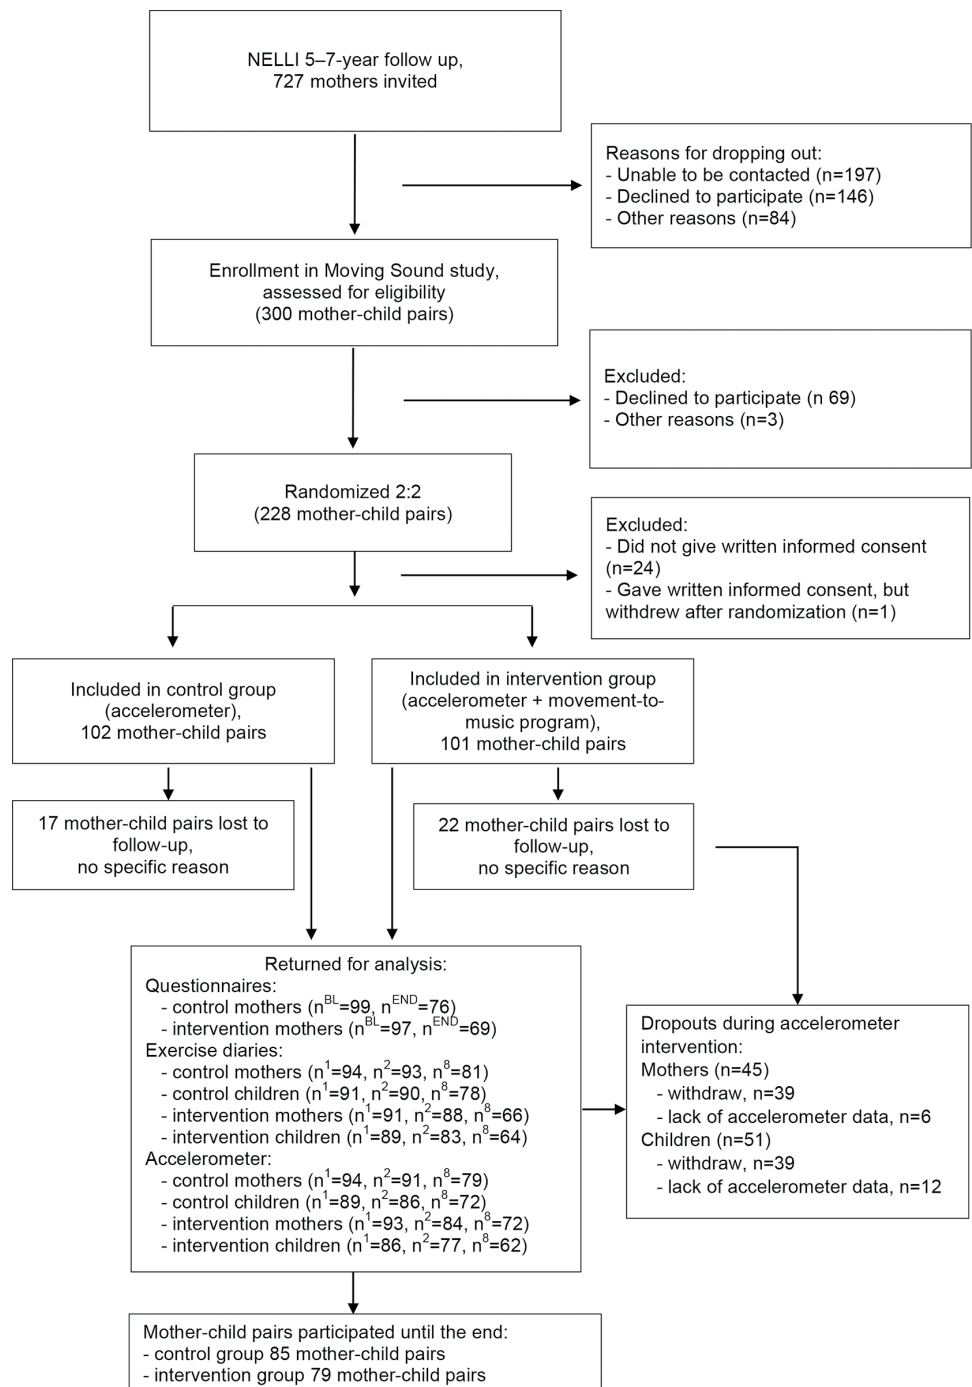 NELLI 5–7-year follow up,
727 mothers invited
Reasons for dropping out:
- Unable to be contacted (n=197)
- Declined to participate (n=146)
- Other reasons (n=84)
Enrollment in Moving Sound study,
assessed for eligibility
(300 mother-child pairs)
Excluded:
- Declined to participate (n 69)
- Other reasons (n=3)
Randomized 2:2
(228 mother-child pairs)
Excluded:
- Did not give written informed consent
(n=24)
- Gave written informed consent, but
withdrew after randomization (n=1)
Included in control group
(accelerometer),
102 mother-child pairs
Included in intervention group
(accelerometer + movement-to-
music program),
101 mother-child pairs
17 mother-child pairs lost to
follow-up,
no specific reason
22 mother-child pairs lost to
follow-up,
no specific reason
Returned for analysis:
Questionnaires:
- control mothers (n^BL=99, n^END=76)
- intervention mothers (n^BL=97, n^END=69)
Exercise diaries:
- control mothers (n^1=94, n^2=93, n^8=81)
- control children (n^1=91, n^2=90, n^8=78)
- intervention mothers (n^1=91, n^2=88, n^8=66)
- intervention children (n^1=89, n^2=83, n^8=64)
Accelerometer:
- control mothers (n^1=94, n^2=91, n^8=79)
- control children (n^1=89, n^2=86, n^8=72)
- intervention mothers (n^1=93, n^2=84, n^8=72)
- intervention children (n^1=86, n^2=77, n^8=62)
Dropouts during accelerometer
intervention:
Mothers (n=45)
- withdraw, n=39
- lack of accelerometer data, n=6
Children (n=51)
- withdraw, n=39
- lack of accelerometer data, n=12
Mother-child pairs participated until the end:
- control group 85 mother-child pairs
- intervention group 79 mother-child pairs